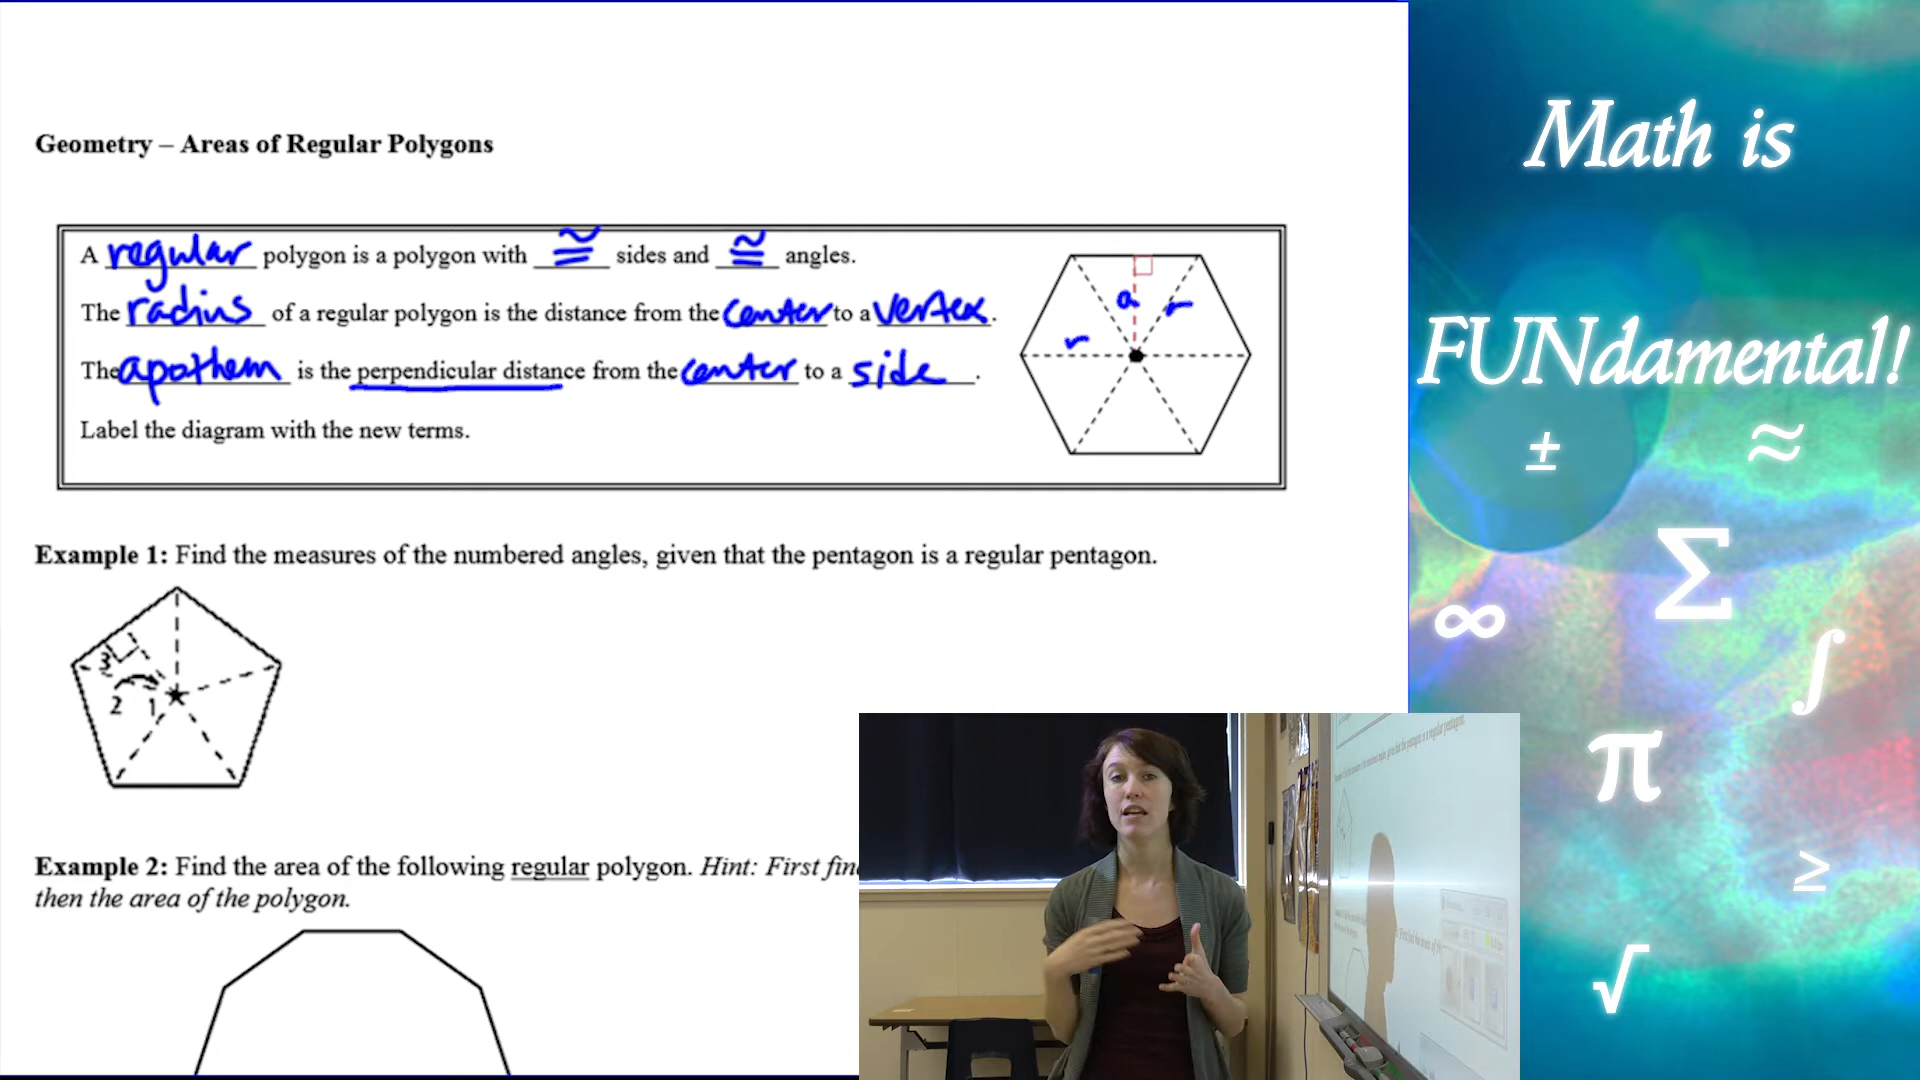 Geometry – Areas of Regular Polygons
A regular polygon is a polygon with ≅ sides and ≅ angles.
The radius of a regular polygon is the distance from the center to a vertex.
The apothem is the perpendicular distance from the center to a side.
Label the diagram with the new terms.
a
r
r
Example 1: Find the measures of the numbered angles, given that the pentagon is a regular pentagon.
3
2 1
Example 2: Find the area of the following regular polygon. Hint: First
then the area of the polygon.
Math is
FUNdamental!
± ≈
Σ
∞
∫
π
≥
√